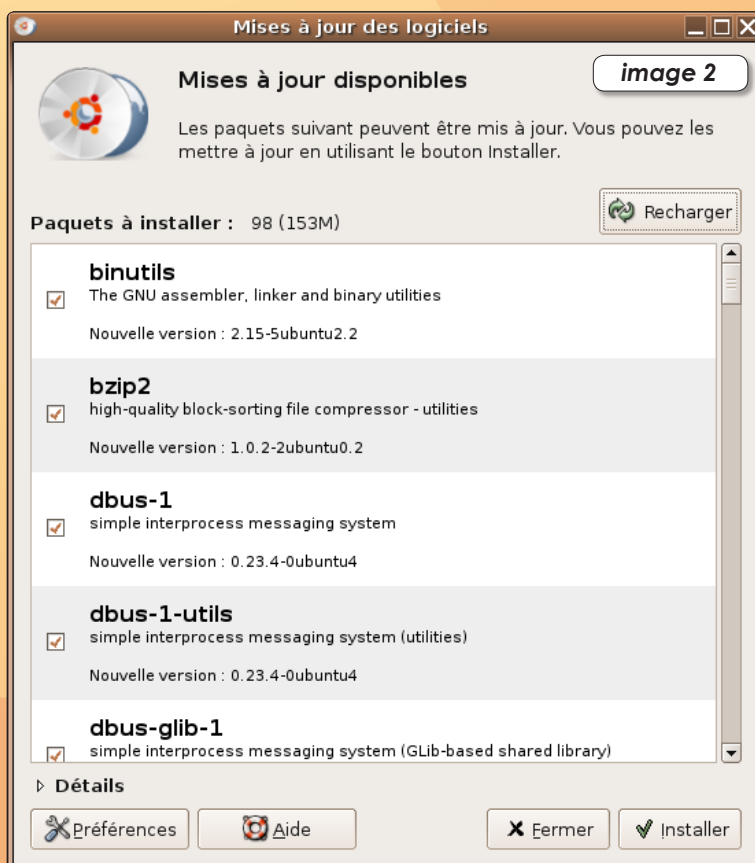 Mises à jour des logiciels
image 2
Mises à jour disponibles
Les paquets suivant peuvent être mis à jour. Vous pouvez les
mettre à jour en utilisant le bouton Installer.
Recharger
Paquets à installer : 98 (153M)
binutils
The GNU assembler, linker and binary utilities
Nouvelle version : 2.15-5ubuntu2.2
bzip2
high-quality block-sorting file compressor - utilities
Nouvelle version : 1.0.2-2ubuntu0.2
dbus-1
simple interprocess messaging system
Nouvelle version : 0.23.4-0ubuntu4
dbus-1-utils
simple interprocess messaging system (utilities)
Nouvelle version : 0.23.4-0ubuntu4
dbus-glib-1
simple interprocess messaging system (GLib-based shared library)
Détails
Préférences Aide Fermer Installer